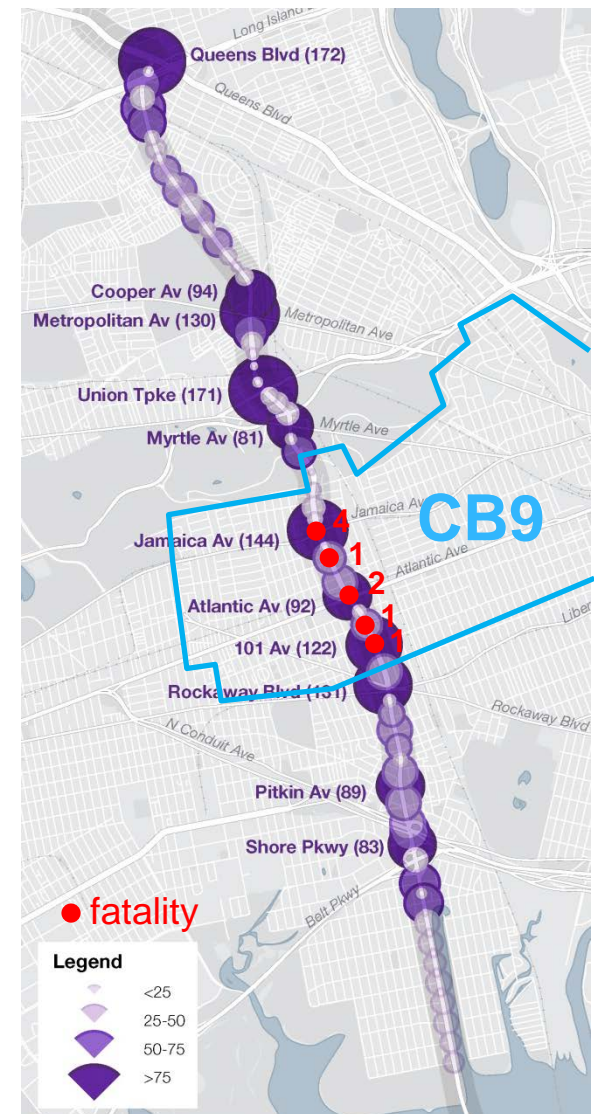 Long Island
Queens Blvd (172)
Queens Blvd
Cooper Av (94)
Metropolitan Av (130)
Metropolitan Ave
Union Tpke (171)
Myrtle Av (81)
Myrtle Ave
Jamaica Av
CB9
4
Jamaica Av (144)
1
Atlantic Ave
2
Atlantic Av (92)
1
101 Av (122)
1
Liber
Rockaway Blvd (131)
Rockaway Blvd
N Conduit Ave
Pitkin Av (89)
Shore Pkwy (83)
Belt Pkwy
fatality
Legend
<25
25-50
50-75
>75